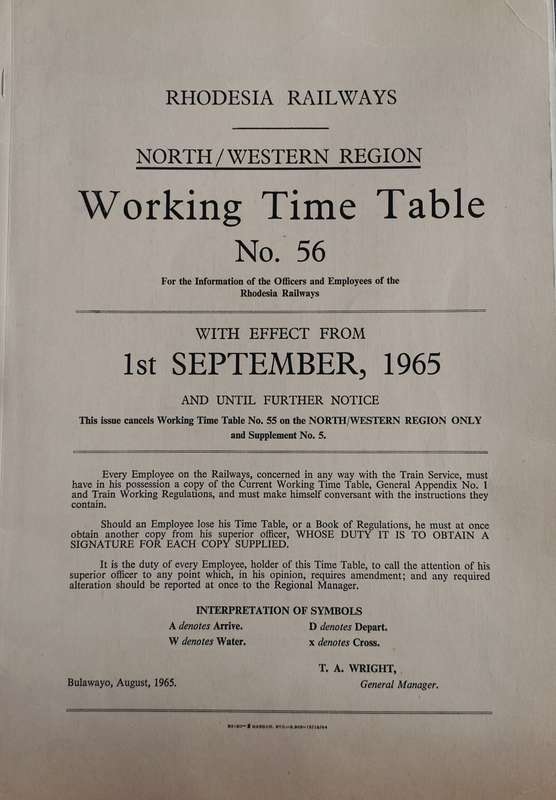 RHODESIA RAILWAYS
NORTH/WESTERN REGION
Working Time Table
No. 56
For the Information of the Officers and Employees of the
Rhodesia Railways
WITH EFFECT FROM
1st SEPTEMBER, 1965
AND UNTIL FURTHER NOTICE
This issue cancels Working Time Table No. 55 on the NORTH/WESTERN REGION ONLY
and Supplement No. 5.
Every Employee on the Railways, concerned in any way with the Train Service, must
have in his possession a copy of the Current Working Time Table, General Appendix No. 1
and Train Working Regulations, and must make himself conversant with the instructions they
contain.
Should an Employee lose his Time Table, or a Book of Regulations, he must at once
obtain another copy from his superior officer, WHOSE DUTY IT IS TO OBTAIN A
SIGNATURE FOR EACH COPY SUPPLIED.
It is the duty of every Employee, holder of this Time Table, to call the attention of his
superior officer to any point which, in his opinion, requires amendment; and any required
alteration should be reported at once to the Regional Manager.
INTERPRETATION OF SYMBOLS
A denotes Arrive. D denotes Depart.
W denotes Water. x denotes Cross.
T. A. WRIGHT,
Bulawayo, August, 1965. General Manager.